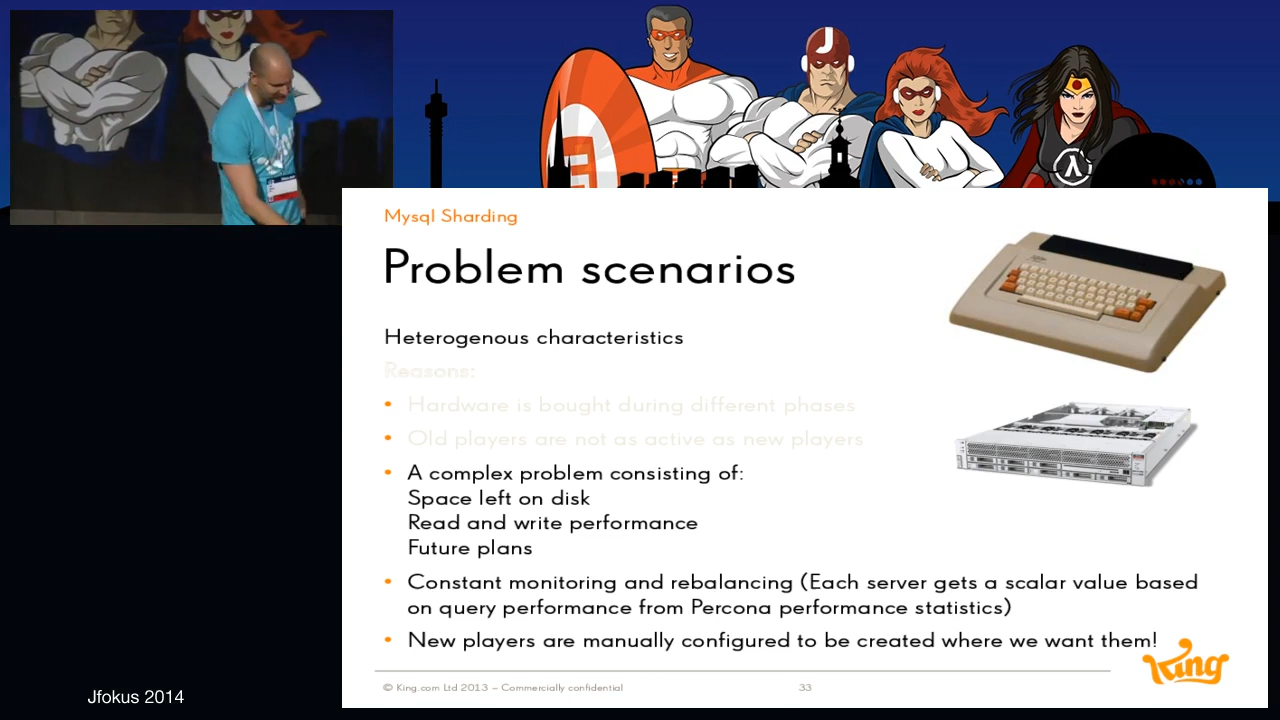 Mysql Sharding
Problem scenarios
Heterogenous characteristics
Reasons:
• Hardware is bought during different phases
• Old players are not as active as new players
• A complex problem consisting of:
Space left on disk
Read and write performance
Future plans
• Constant monitoring and rebalancing (Each server gets a scalar value based
on query performance from Percona performance statistics)
• New players are manually configured to be created where we want them!
King
© King.com Ltd 2013 – Commercially confidential
33
Jfokus 2014